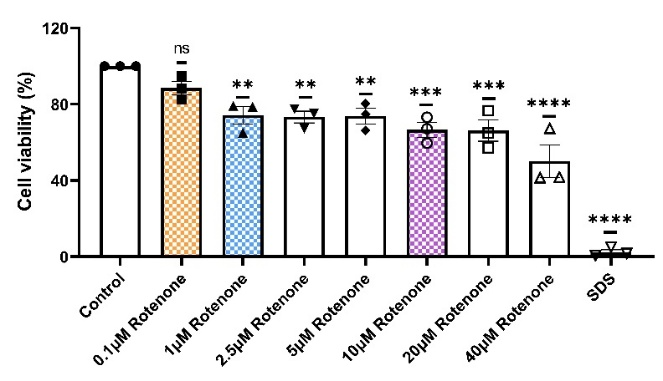 120
80
40
0
Cell viability (%)
ns
**
**
**
***
***
****
****
Control
0.1µM Rotenone
1µM Rotenone
2.5µM Rotenone
5µM Rotenone
10µM Rotenone
20µM Rotenone
40µM Rotenone
SDS